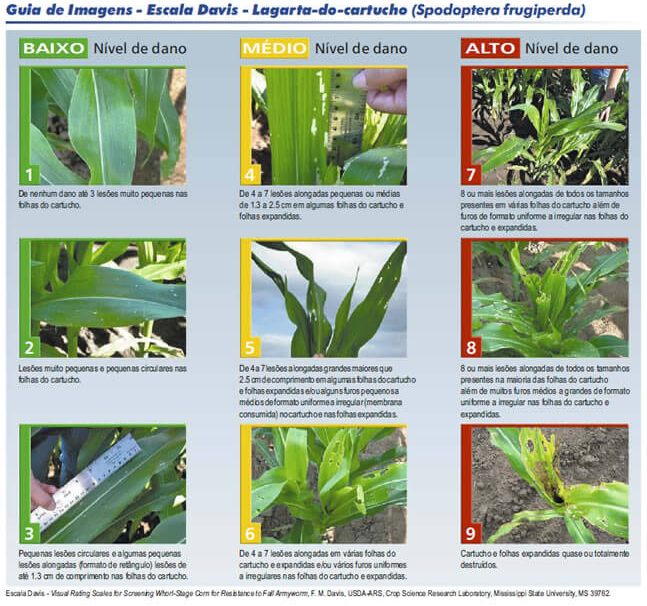 Guia de Imagens - Escala Davis - Lagarta-do-cartucho (Spodoptera frugiperda)
BAIXO Nível de dano
1
De nenhum dano até 3 lesões muito pequenas nas
folhas do cartucho.
2
Lesões muito pequenas e pequenas circulares nas
folhas do cartucho.
3
Pequenas lesões circulares e algumas pequenas
lesões alongadas (formato de retângulo) lesões de
até 1.3 cm de comprimento nas folhas do cartucho.
MÉDIO Nível de dano
4
De 4 a 7 lesões alongadas pequenas ou médias
de 1.3 a 2.5 cm em algumas folhas do cartucho e
folhas expandidas.
5
De 4 a 7 lesões alongadas grandes maiores que
2.5 cm de comprimento em algumas folhas do cartucho
e folhas expandidas e/ou alguns furos pequenos a
médios de formato uniforme a irregular (membrana
consumida) no cartucho e nas folhas expandidas.
6
De 4 a 7 lesões alongadas em várias folhas do
cartucho e expandidas e/ou vários furos uniformes
a irregulares nas folhas do cartucho e expandidas.
ALTO Nível de dano
7
8 ou mais lesões alongadas de todos os tamanhos
presentes em várias folhas do cartucho além de
furos de formato uniforme a irregular nas folhas do
cartucho e expandidas.
8
8 ou mais lesões alongadas de todos os tamanhos
presentes na maioria das folhas do cartucho
além de muitos furos médio a grandes de formato
uniforme a irregular nas folhas do cartucho e
expandidas.
9
Cartucho e folhas expandidas quase ou totalmente
destruídos.
Escala Davis - Visual Rating Scales for Screening Whorl-Stage Corn for Resistance to Fall Armyworm, F. M. Davis, USDA-ARS, Crop Science Research Laboratory, Mississippi State University, MS 39762.